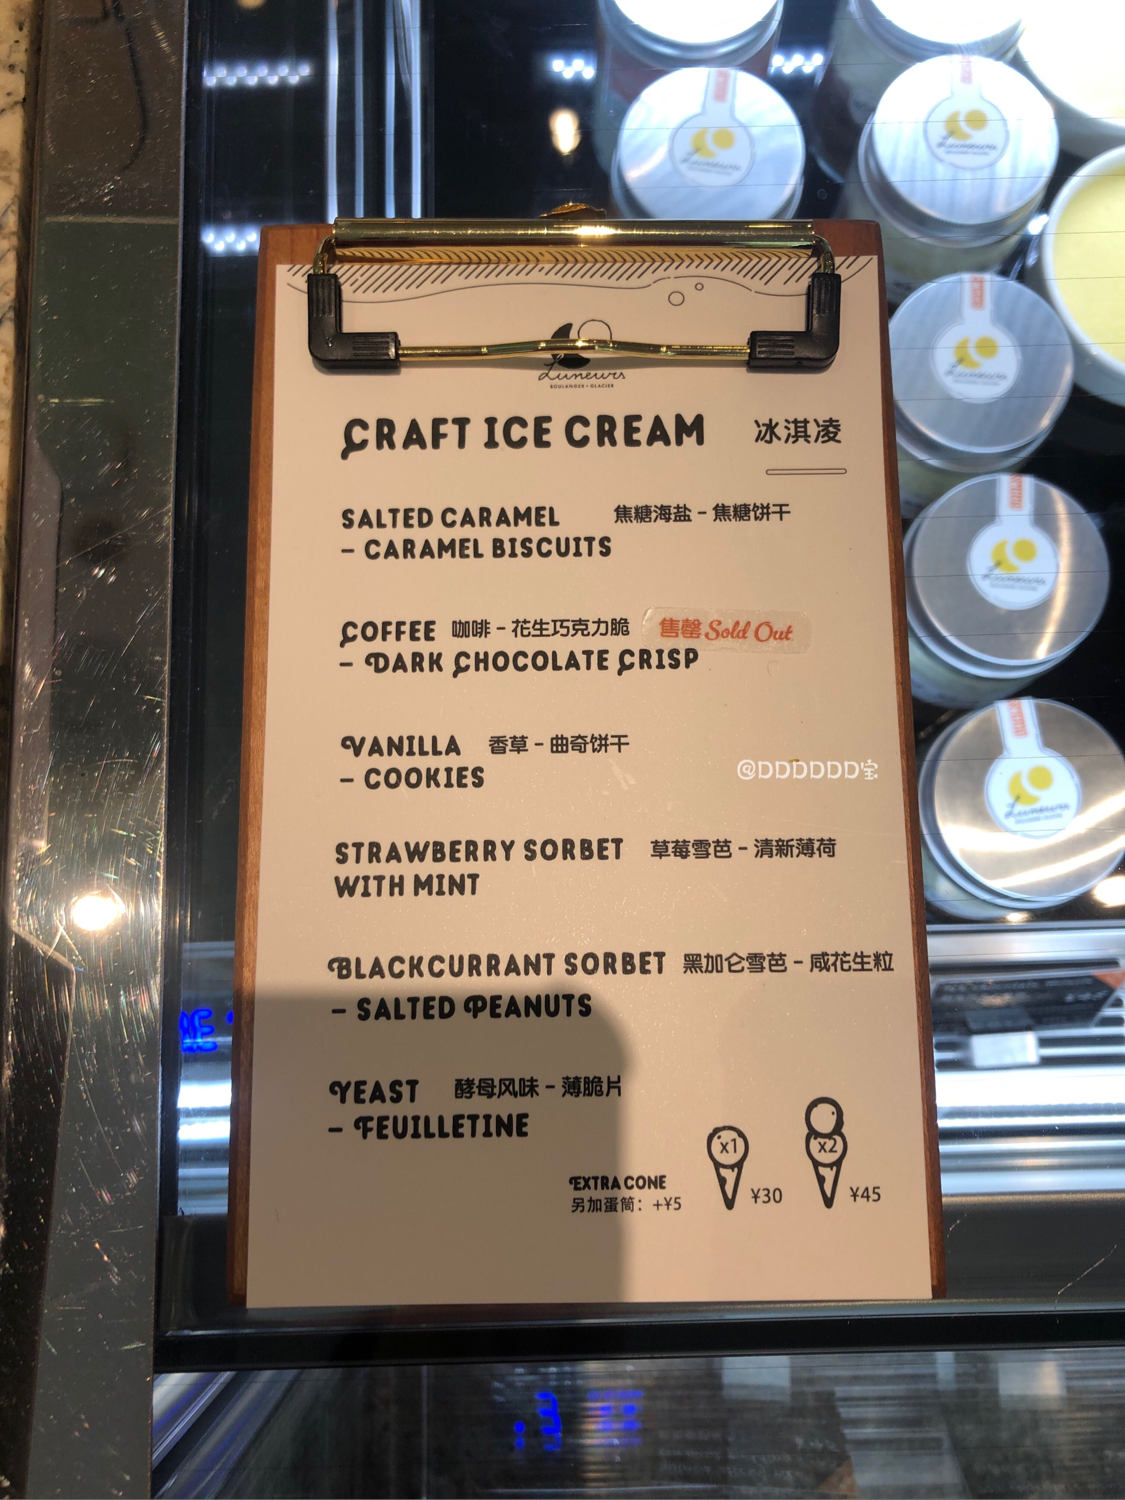 Luneurs
BOULANGER • GLACIER
CRAFT ICE CREAM 冰淇凌
SALTED CARAMEL 焦糖海盐 - 焦糖饼干
- CARAMEL BISCUITS
COFFEE 咖啡 - 花生巧克力脆 售罄 Sold Out
- DARK CHOCOLATE CRISP
VANILLA 香草 - 曲奇饼干
- COOKIES
@DDDDDD宝
STRAWBERRY SORBET 草莓雪芭 - 清新薄荷
WITH MINT
BLACKCURRANT SORBET 黑加仑雪芭 - 咸花生粒
- SALTED PEANUTS
YEAST 酵母风味 - 薄脆片
- FEUILLETINE
EXTRA CONE
另加蛋筒：+¥5
x1 ¥30
x2 ¥45
Luneurs
Luneurs
Luneurs
Luneurs
Luneurs